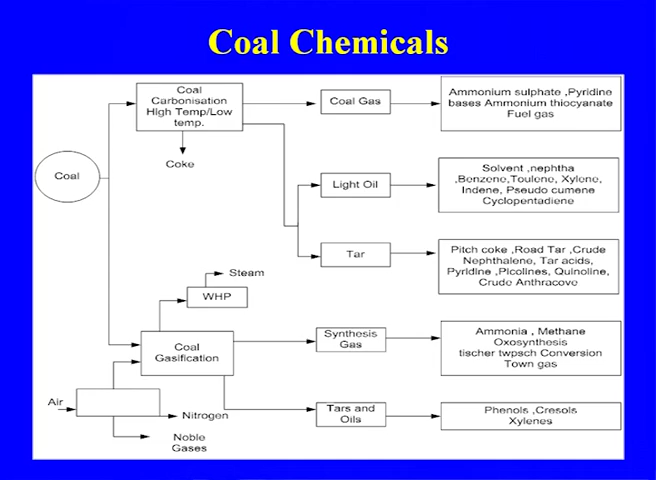 Coal Chemicals
Coal
Coal
Carbonisation
High Temp/Low
temp.
Coke
Coal Gas
Ammonium sulphate ,Pyridine
bases Ammonium thiocyanate
Fuel gas
Light Oil
Solvent ,nephtha
,Benzene,Toulene, Xylene,
Indene, Pseudo cumene
Cyclopentadiene
Tar
Pitch coke ,Road Tar ,Crude
Nephthalene, Tar acids,
Pyridine ,Picolines, Quinoline,
Crude Anthracove
Steam
WHP
Coal
Gasification
Synthesis
Gas
Ammonia , Methane
Oxosynthesis
tischer twpsch Conversion
Town gas
Air
Nitrogen
Noble
Gases
Tars and
Oils
Phenols ,Cresols
Xylenes